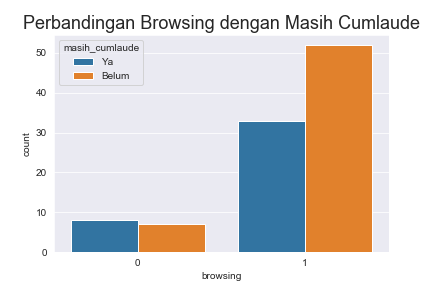 Perbandingan Browsing dengan Masih Cumlaude
masih_cumlaude
Ya
Belum
50
40
30
20
10
0
count
0 1
browsing